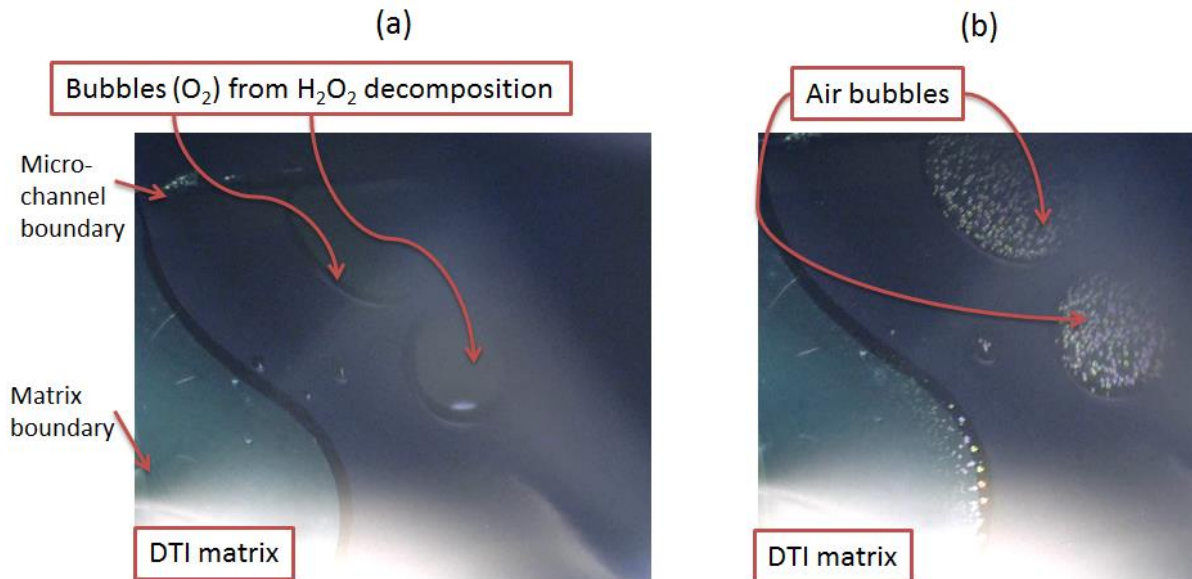 (a)
(b)
Bubbles (O₂) from H₂O₂ decomposition
Air bubbles
Micro-
channel
boundary
Matrix
boundary
DTI matrix
DTI matrix